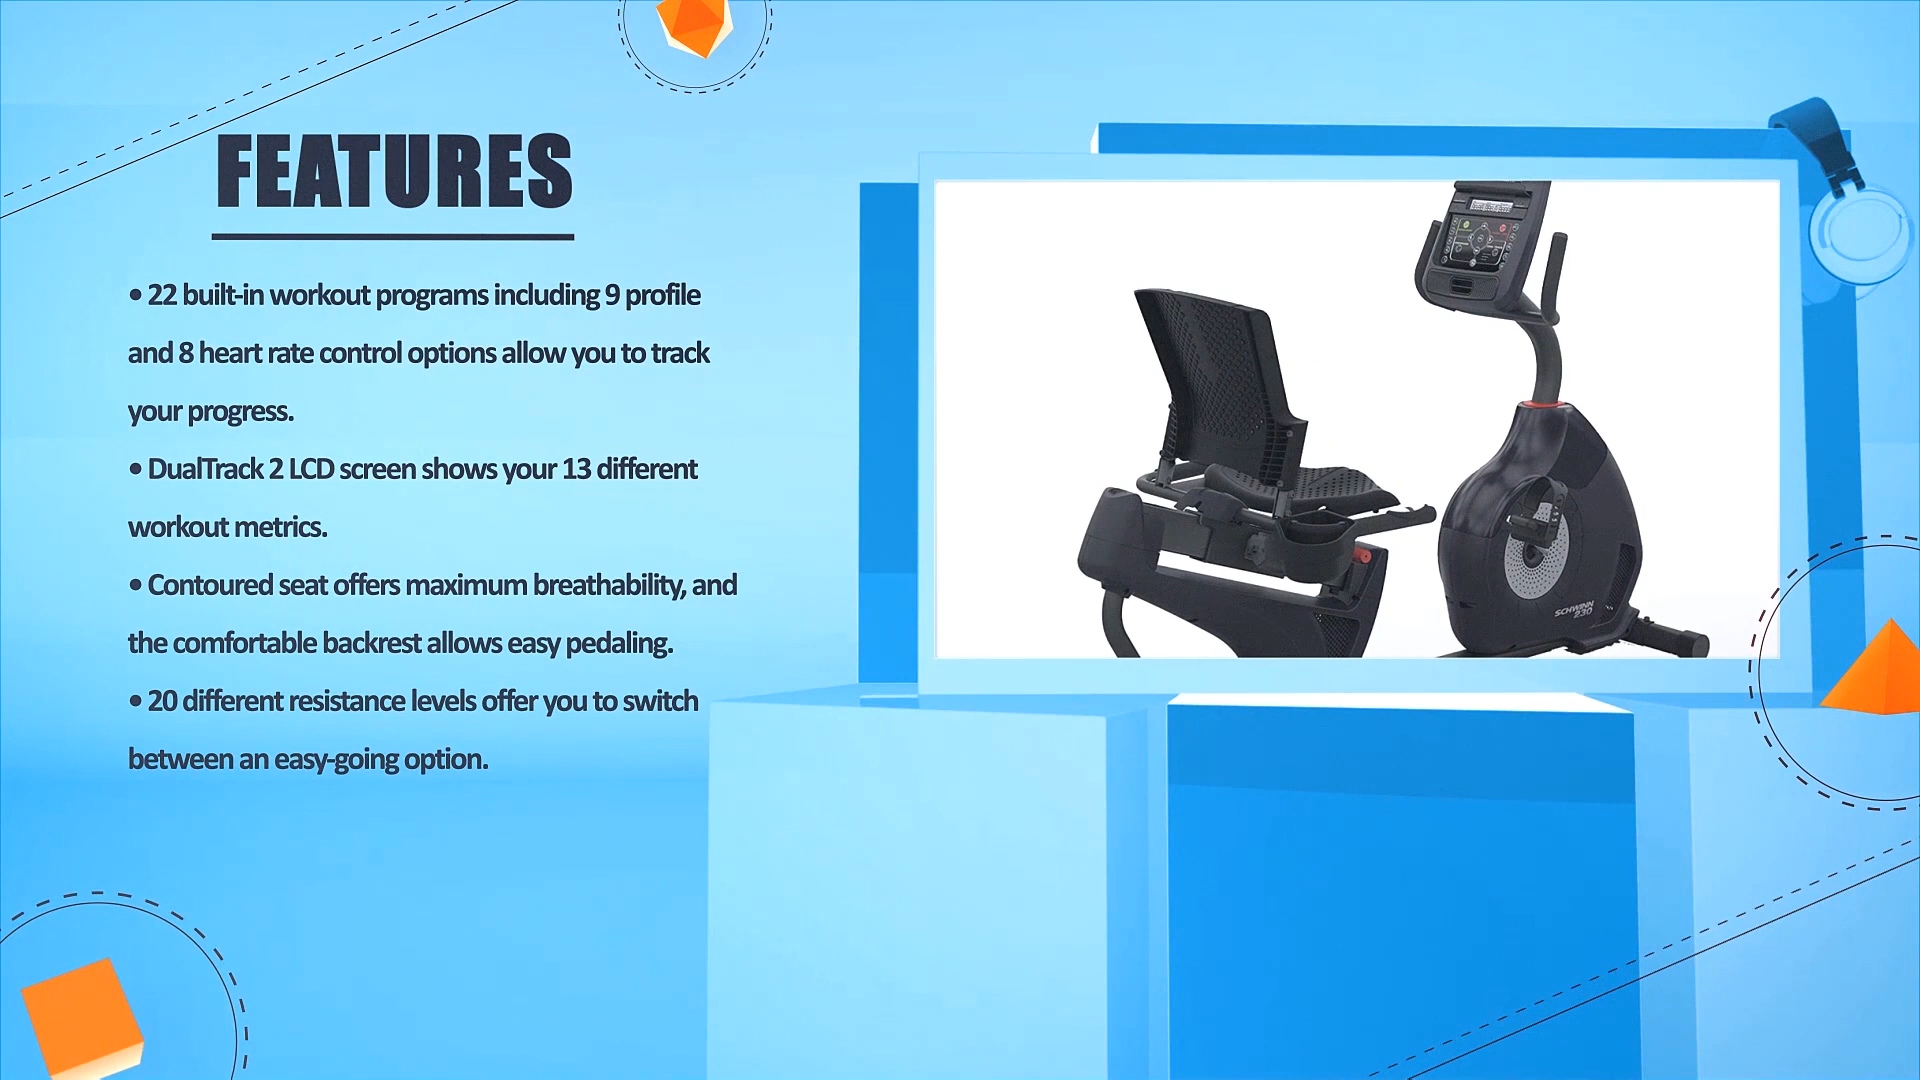 FEATURES
• 22 built-in workout programs including 9 profile
and 8 heart rate control options allow you to track
your progress.
• DualTrack 2 LCD screen shows your 13 different
workout metrics.
• Contoured seat offers maximum breathability, and
the comfortable backrest allows easy pedaling.
• 20 different resistance levels offer you to switch
between an easy-going option.
SCHWINN
230